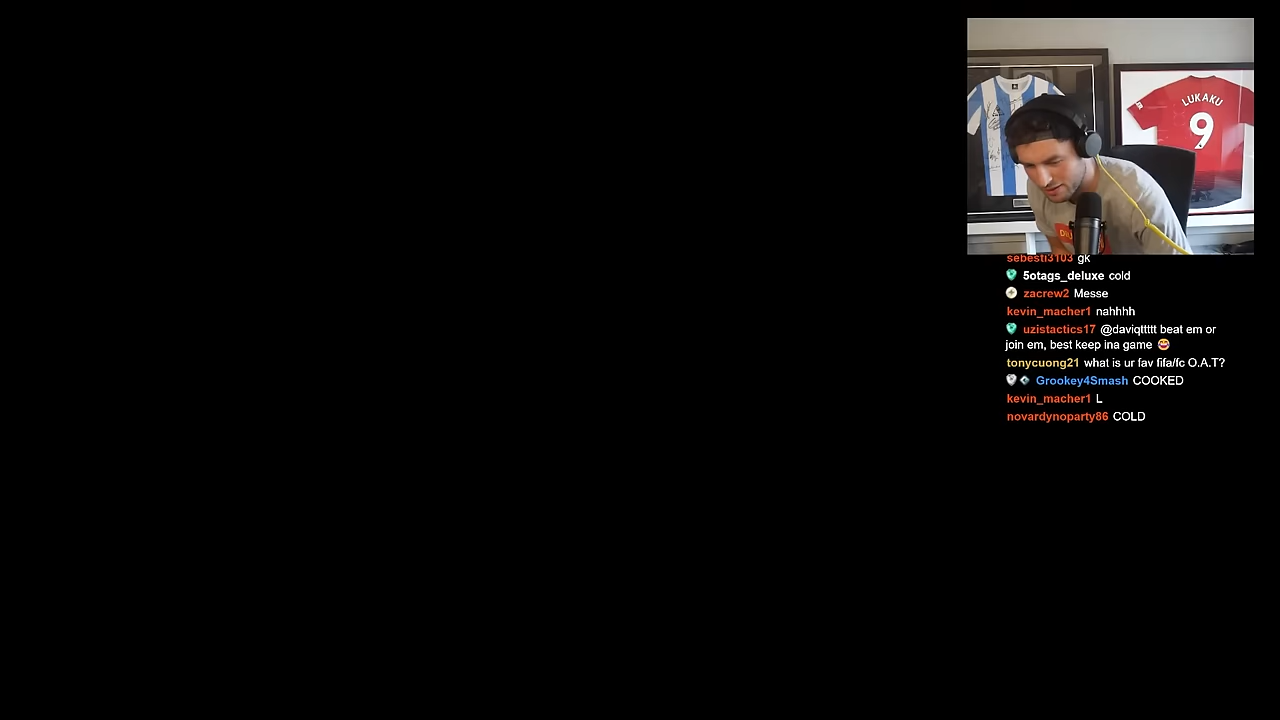 LUKAKU
9
sebesti3103 gk
5otags_deluxe cold
zacrew2 Messe
kevin_macher1 nahhhh
uzistactics17 @daviqttttt beat em or
join em, best keep ina game 😂
tonycuong21 what is ur fav fifa/fc O.A.T?
Grookey4Smash COOKED
kevin_macher1 L
novardynoparty86 COLD